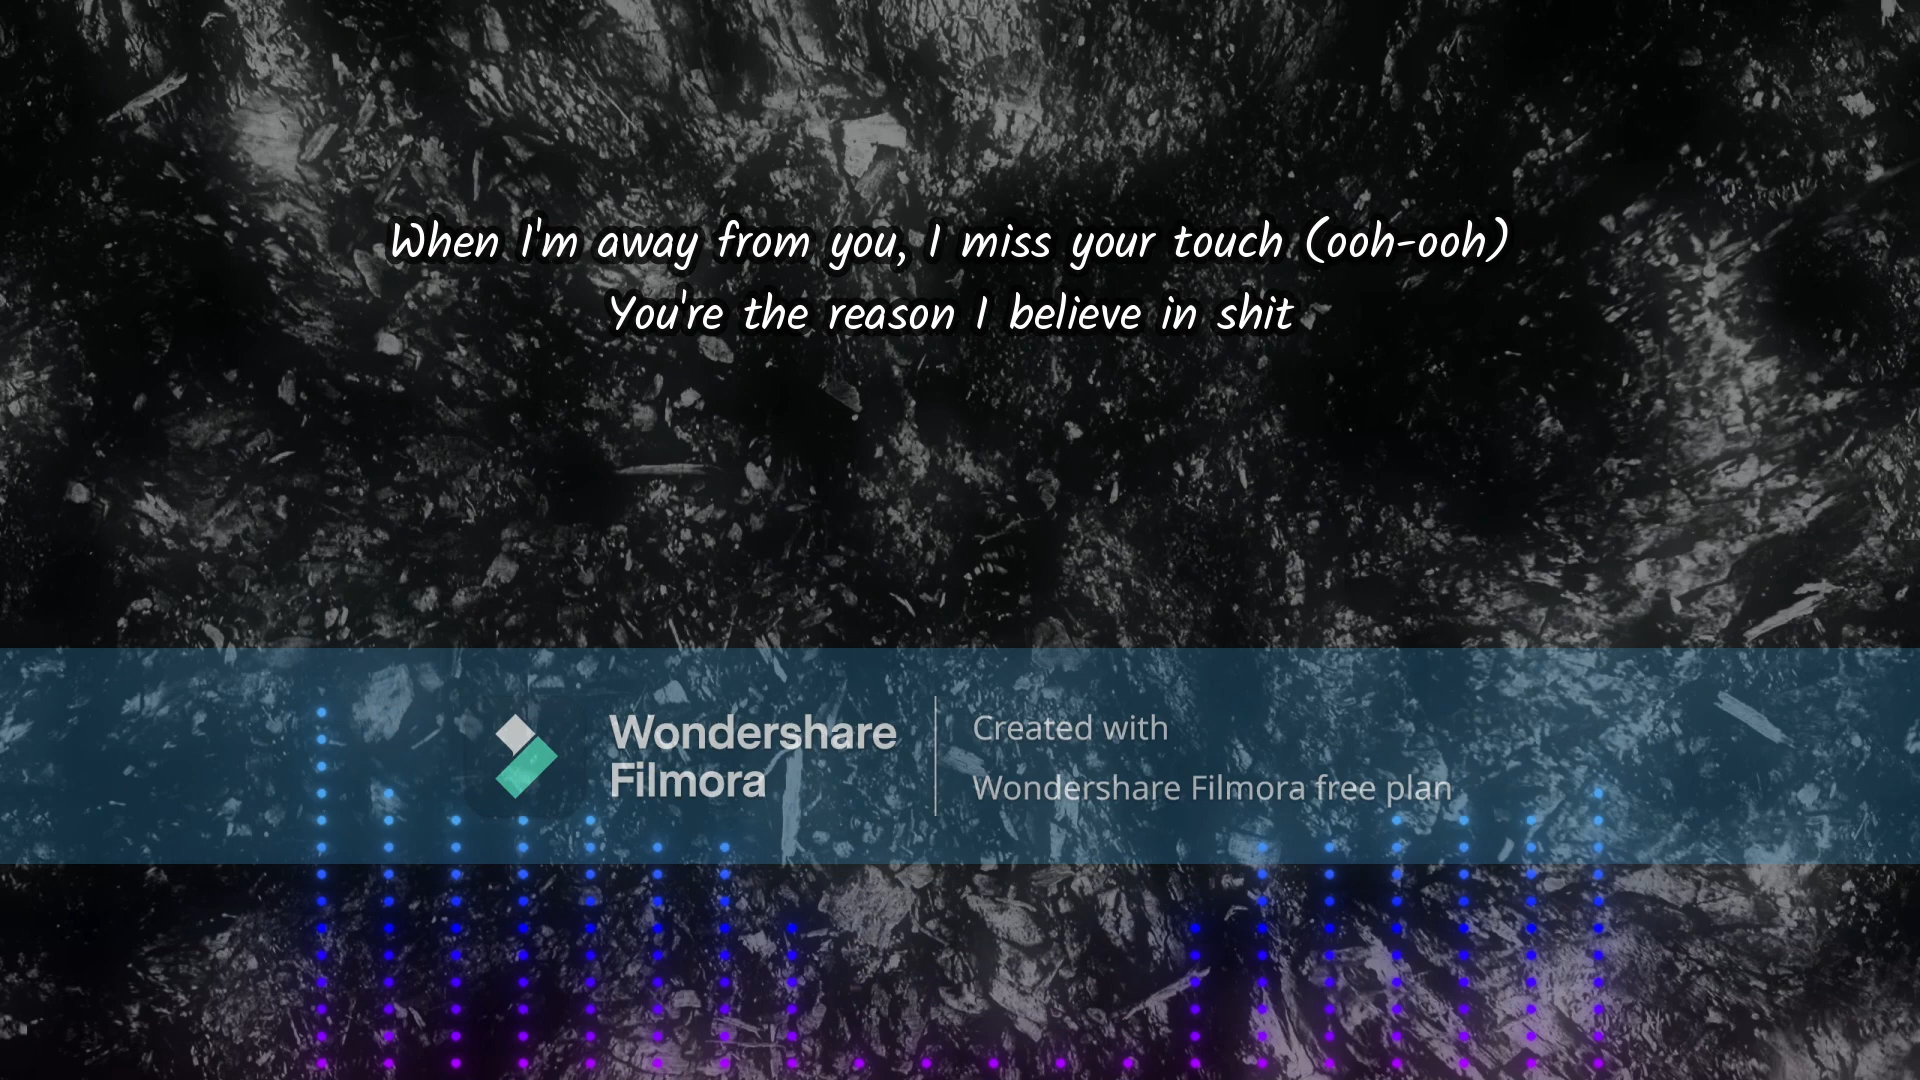 When I'm away from you, I miss your touch (ooh-ooh)
You're the reason I believe in shit
Wondershare
Filmora
Created with
Wondershare Filmora free plan